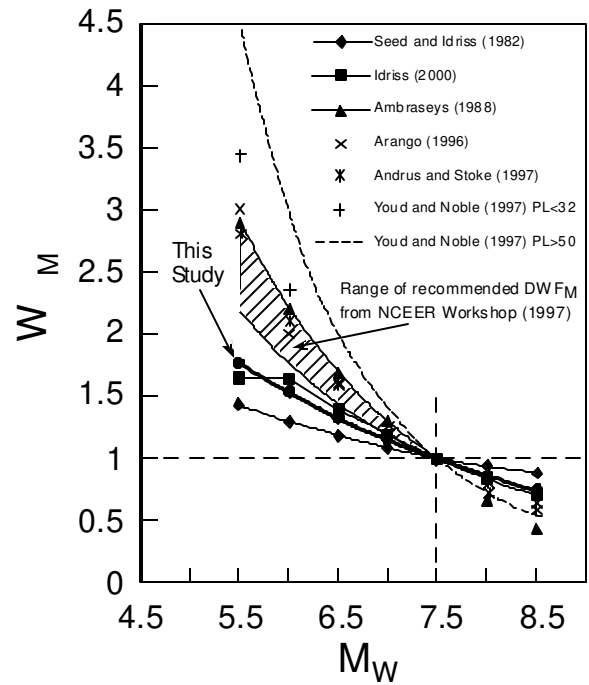 4.5
4
3.5
3
2.5
2
1.5
1
0.5
0
W M
4.5 5.5 6.5 7.5 8.5
MW
Seed and Idriss (1982)
Idriss (2000)
Ambraseys (1988)
Arango (1996)
Andrus and Stoke (1997)
Youd and Noble (1997) PL<32
Youd and Noble (1997) PL>50
This
Study
Range of recommended DWFM
from NCEER Workshop (1997)